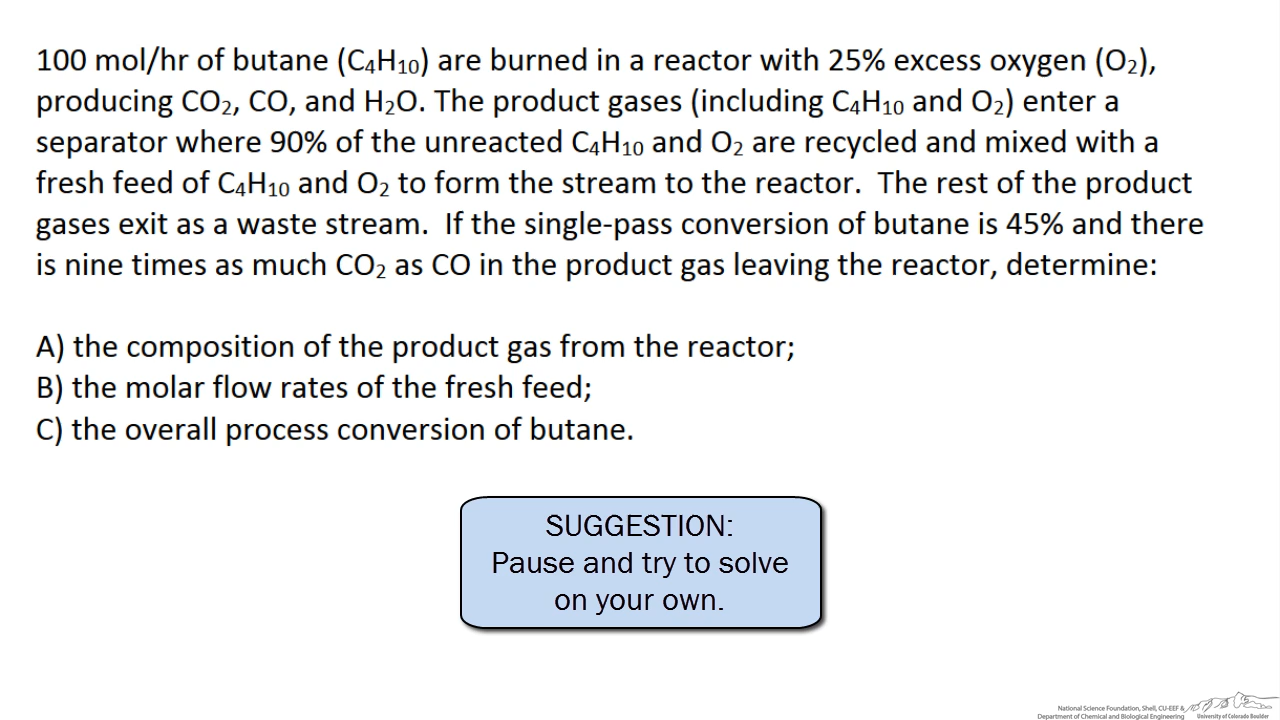 100 mol/hr of butane (C₄H₁₀) are burned in a reactor with 25% excess oxygen (O₂),
producing CO₂, CO, and H₂O. The product gases (including C₄H₁₀ and O₂) enter a
separator where 90% of the unreacted C₄H₁₀ and O₂ are recycled and mixed with a
fresh feed of C₄H₁₀ and O₂ to form the stream to the reactor. The rest of the product
gases exit as a waste stream. If the single-pass conversion of butane is 45% and there
is nine times as much CO₂ as CO in the product gas leaving the reactor, determine:
A) the composition of the product gas from the reactor;
B) the molar flow rates of the fresh feed;
C) the overall process conversion of butane.
SUGGESTION:
Pause and try to solve
on your own.
National Science Foundation, Shell, CU-EEF &
Department of Chemical and Biological Engineering
University of Colorado Boulder